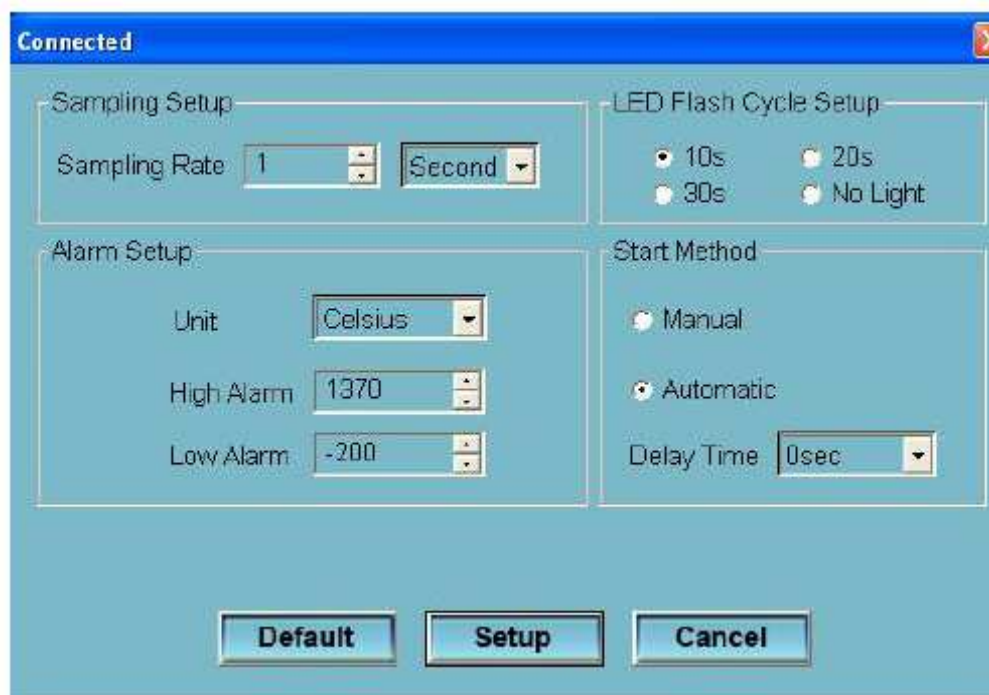 Connected
Sampling Setup
Sampling Rate 1 Second
LED Flash Cycle Setup
10s 20s
30s No Light
Alarm Setup
Unit Celsius
High Alarm 1370
Low Alarm -200
Start Method
Manual
Automatic
Delay Time 0sec
Default Setup Cancel